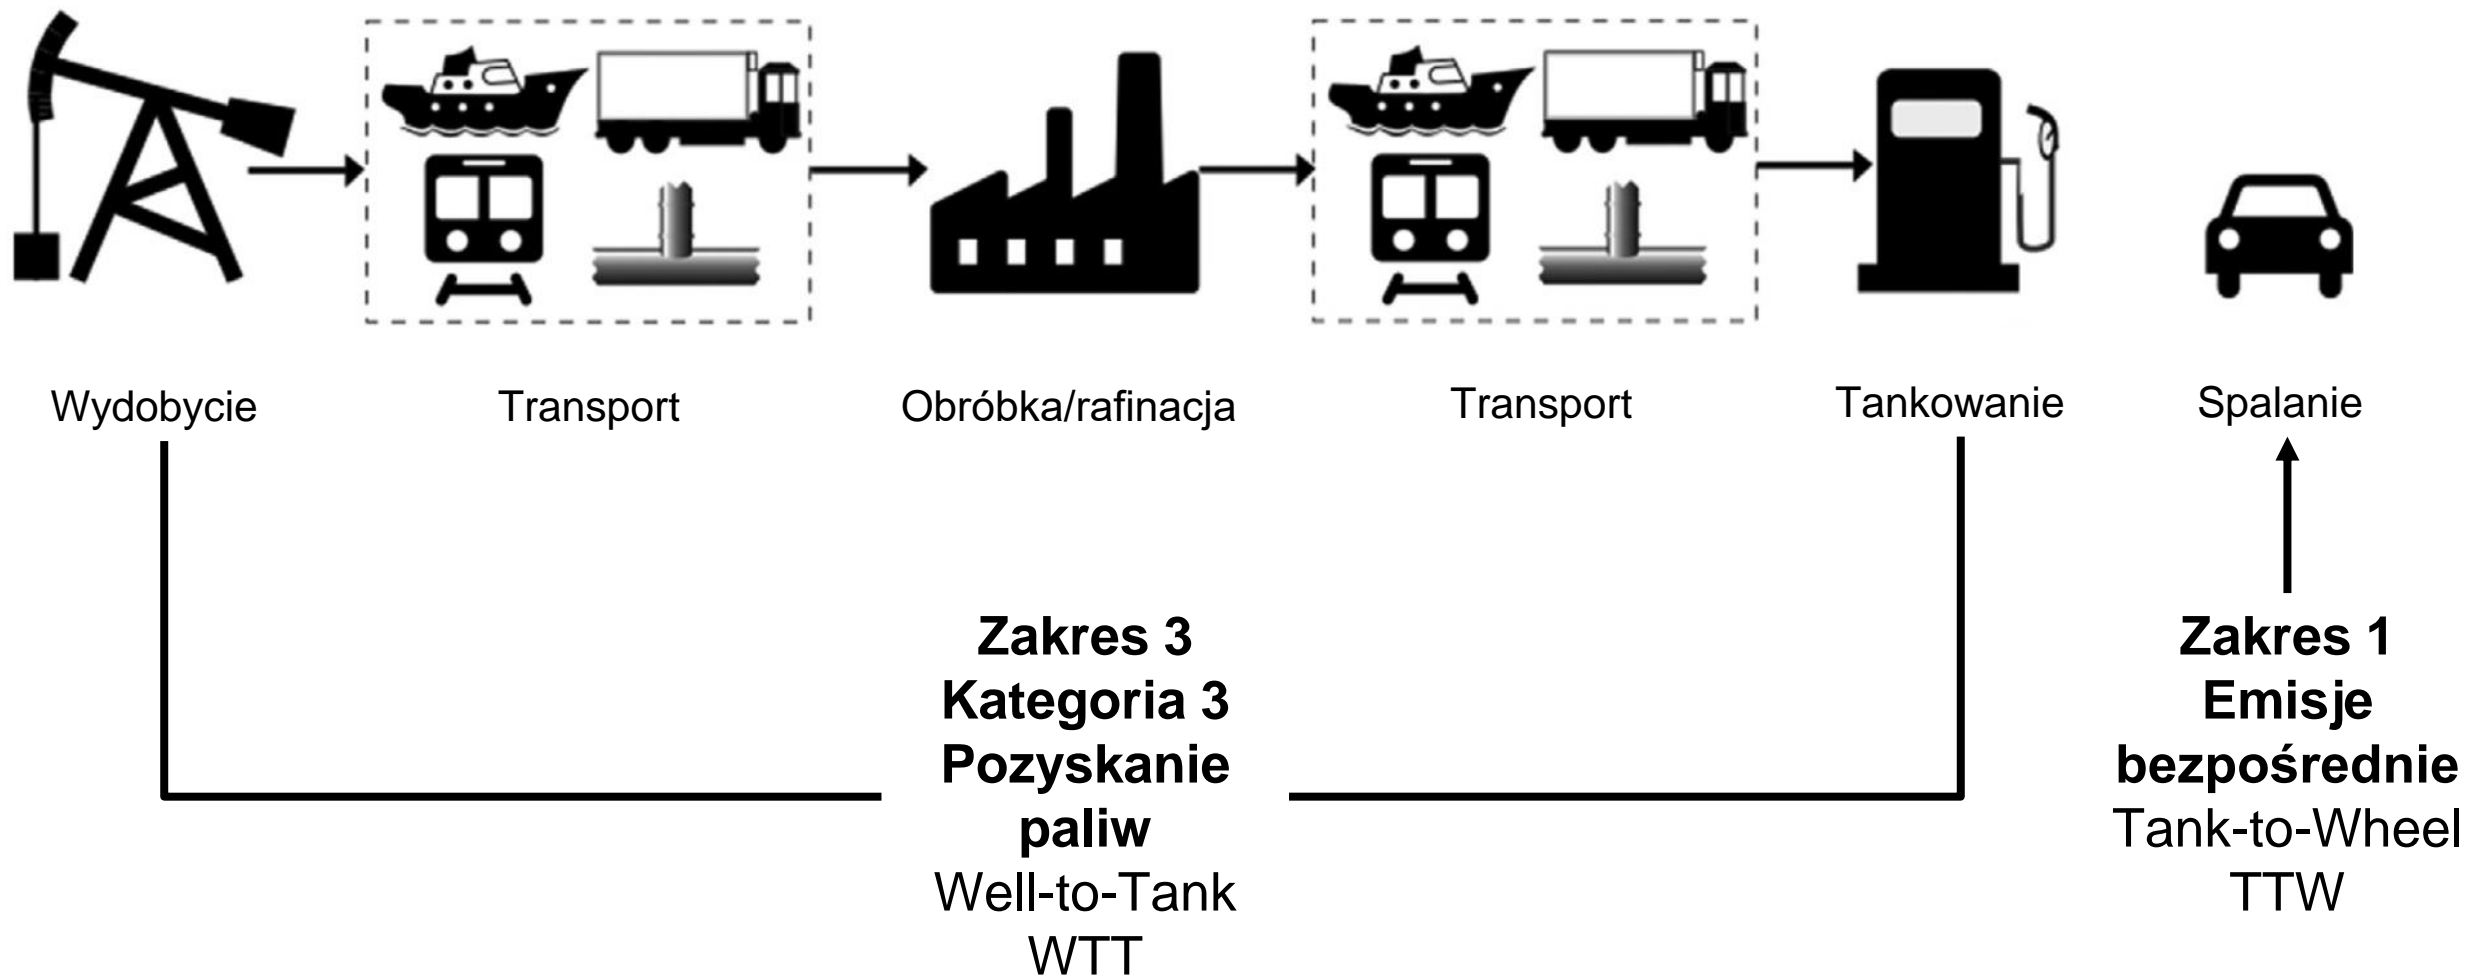 Wydobycie
Transport
Obróbka/rafinacja
Transport
Tankowanie
Spalanie
Zakres 3
Kategoria 3
Pozyskanie
paliw
Well-to-Tank
WTT
Zakres 1
Emisje
bezpośrednie
Tank-to-Wheel
TTW